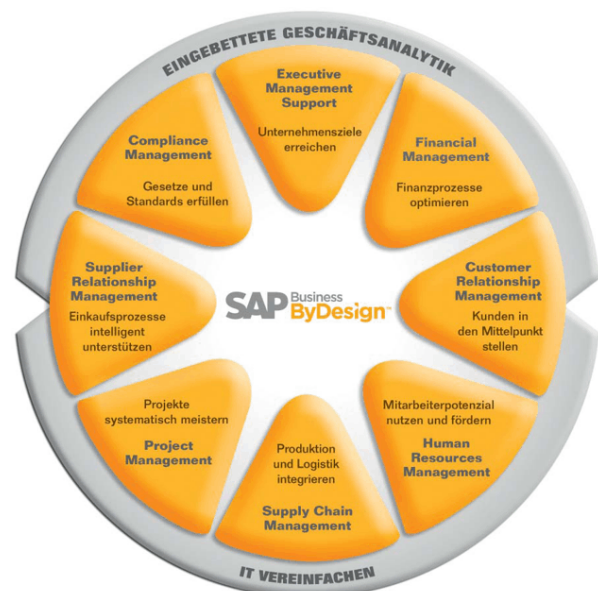 EINGEBETTETE GESCHÄFTSANALYTIK
Executive
Management
Support
Unternehmensziele
erreichen
Financial
Management
Finanzprozesse
optimieren
Customer
Relationship
Management
Kunden in
den Mittelpunkt
stellen
Mitarbeiterpotenzial
nutzen und fördern
Human
Resources
Management
Produktion
und Logistik
integrieren
Supply Chain
Management
Projekte
systematisch meistern
Project
Management
Supplier
Relationship
Management
Einkaufsprozesse
intelligent
unterstützen
Compliance
Management
Gesetze und
Standards erfüllen
SAP Business
ByDesign™
IT VEREINFACHEN